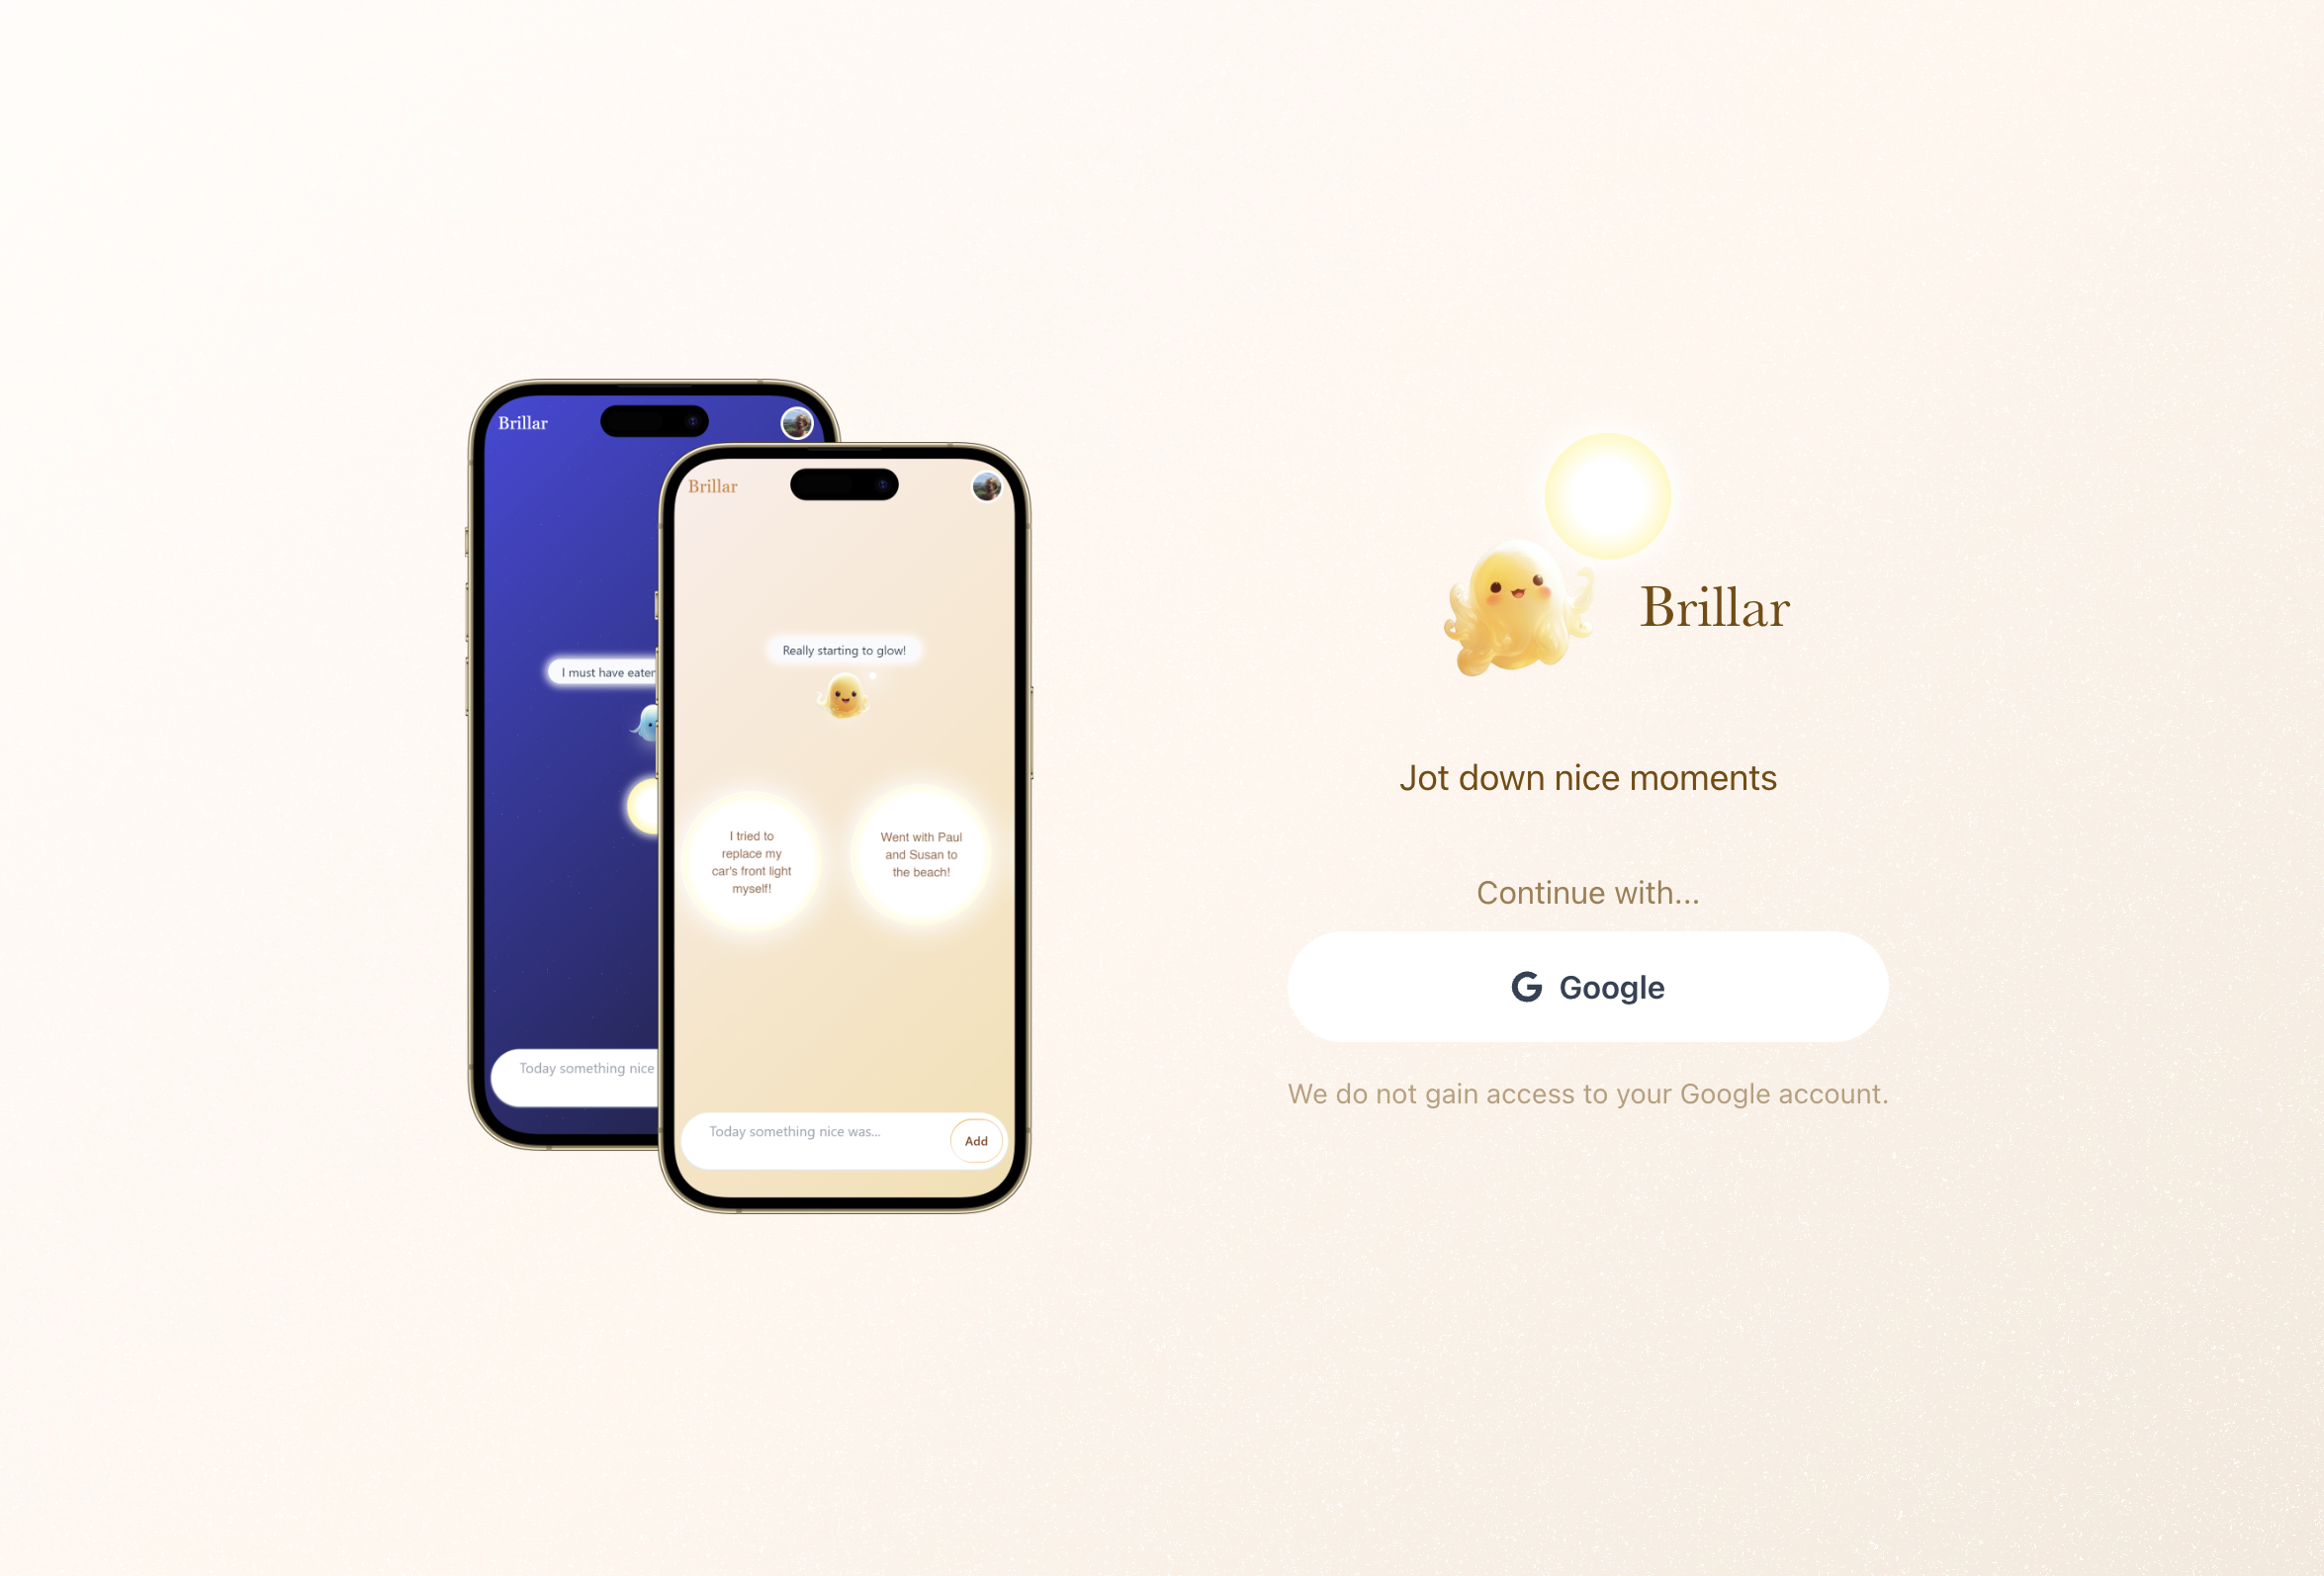 Brillar
I must have eaten
Today something nice
Brillar
Really starting to glow!
I tried to
replace my
car's front light
myself!
Went with Paul
and Susan to
the beach!
Today something nice was...
Add
Brillar
Jot down nice moments
Continue with...
G Google
We do not gain access to your Google account.